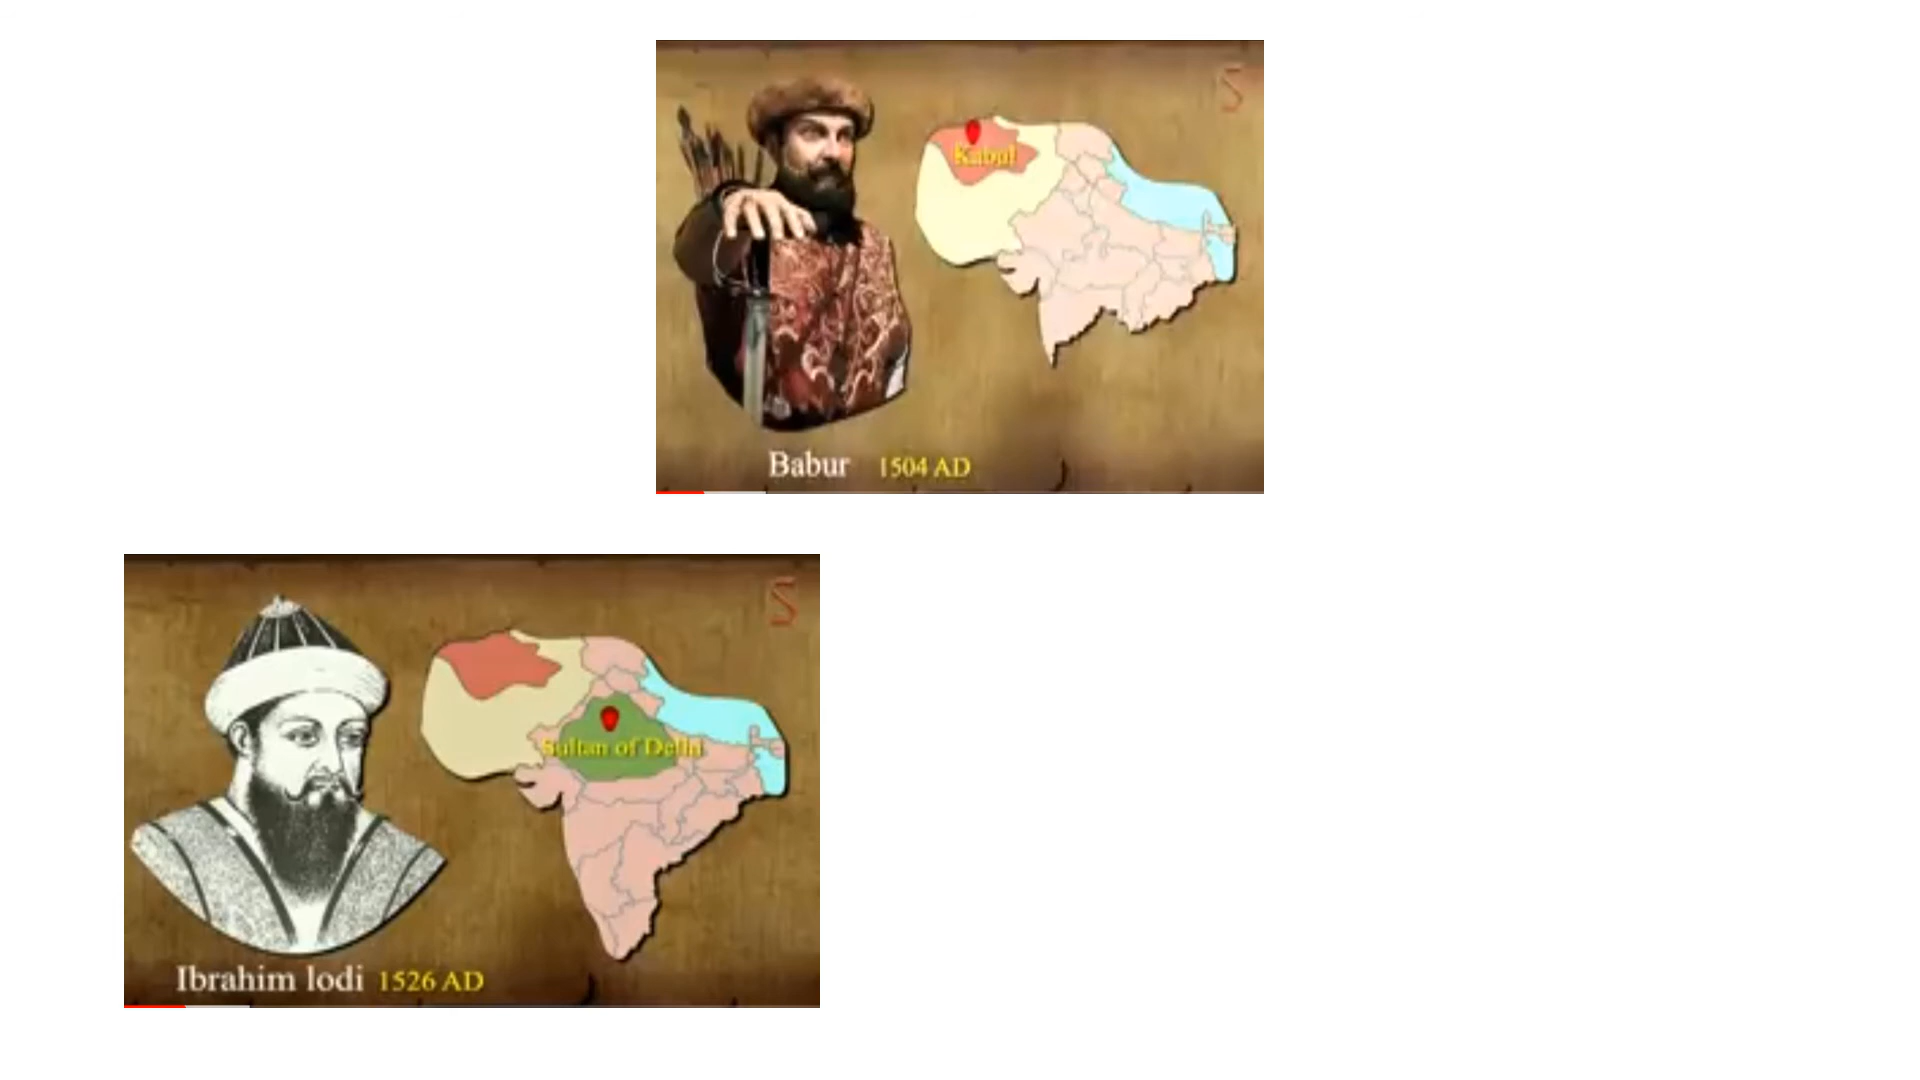 S
Kabul
Babur 1504 AD
S
Sultan of Delhi
Ibrahim lodi 1526 AD